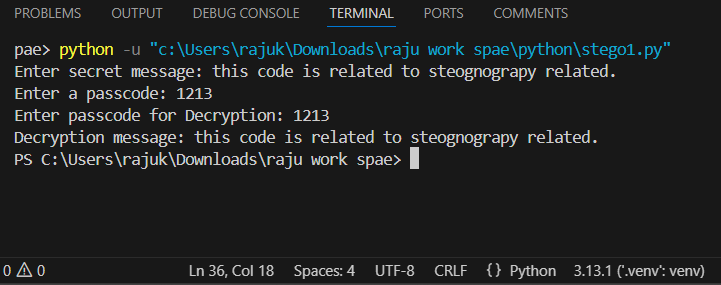 PROBLEMS OUTPUT DEBUG CONSOLE TERMINAL PORTS COMMENTS
pae> python -u "c:\Users\rajuk\Downloads\raju work spae\python\stego1.py"
Enter secret message: this code is related to steognograpy related.
Enter a passcode: 1213
Enter passcode for Decryption: 1213
Decryption message: this code is related to steognograpy related.
PS C:\Users\rajuk\Downloads\raju work spae>
0 ⚠ 0 Ln 36, Col 18 Spaces: 4 UTF-8 CRLF {} Python 3.13.1 ('.venv': venv)